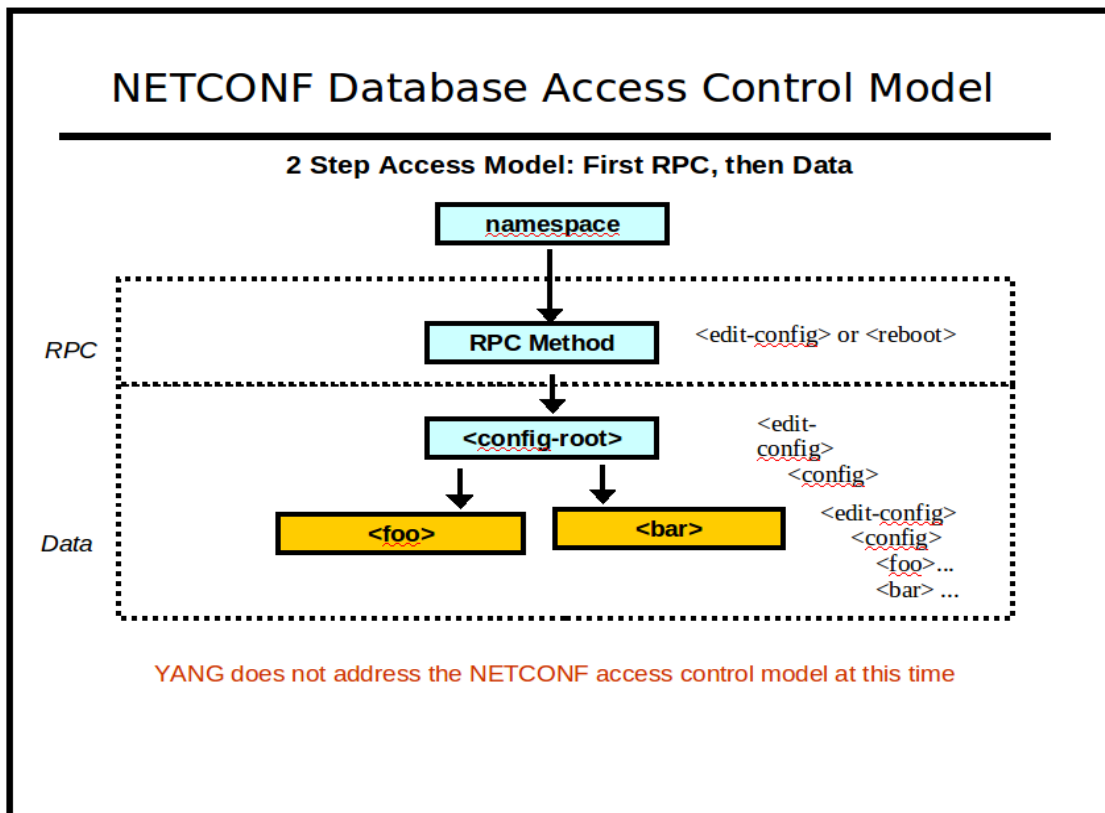 NETCONF Database Access Control Model
2 Step Access Model: First RPC, then Data
namespace
RPC
RPC Method
<edit-config> or <reboot>
<config-root>
<edit-
config>
<config>
Data
<foo>
<bar>
<edit-config>
<config>
<foo>...
<bar> ...
YANG does not address the NETCONF access control model at this time